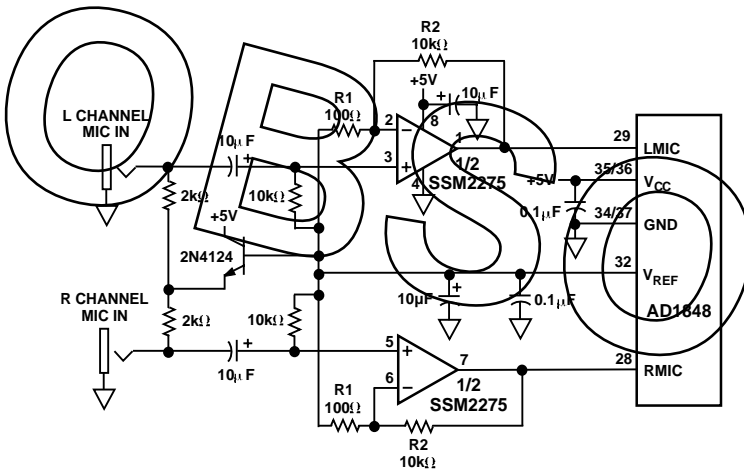 R2
10kΩ
+5V
10μF
R1
100Ω
L CHANNEL
MIC IN
2
8
1
3
4
1/2
SSM2275
10μF
10kΩ
2kΩ
+5V
2N4124
29
LMIC
35/36
+5V
VCC
0.1μF
34/37
GND
32
VREF
10μF
0.1μF
AD1848
R CHANNEL
MIC IN
2kΩ
10kΩ
10μF
5
6
7
1/2
SSM2275
28
RMIC
R1
100Ω
R2
10kΩ
OBSO